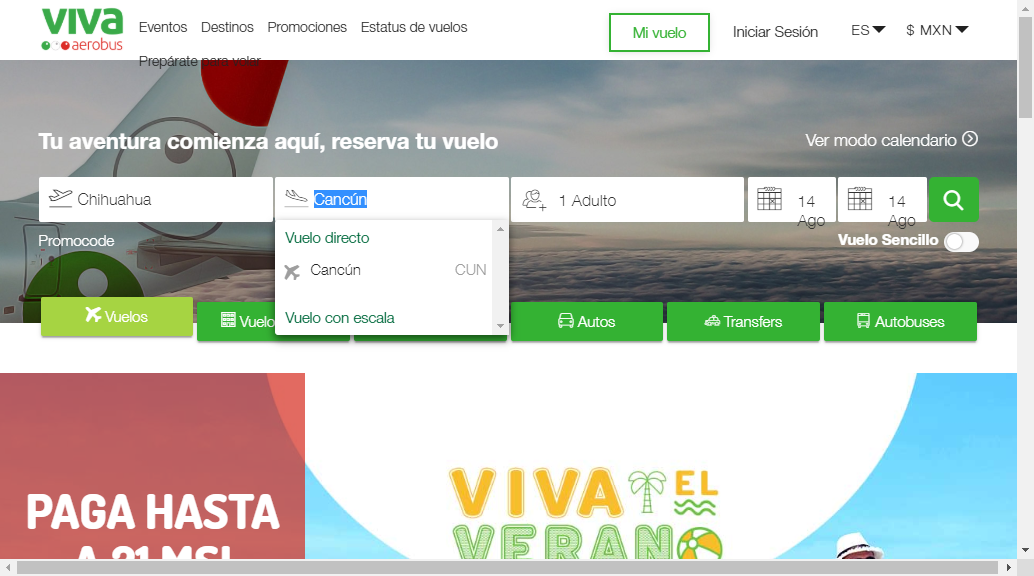 viva
aerobus
Eventos
Destinos
Promociones
Estatus de vuelos
Prepárate para volar
Mi vuelo
Iniciar Sesión
ES
$ MXN
Tu aventura comienza aquí, reserva tu vuelo
Ver modo calendario
Chihuahua
Cancún
1 Adulto
14
Ago
14
Ago
Promocode
Vuelo Sencillo
Vuelo directo
Cancún CUN
Vuelo con escala
Vuelos
Vuelo
Autos
Transfers
Autobuses
PAGA HASTA
A 21 MSI
VIVA EL
VERANO